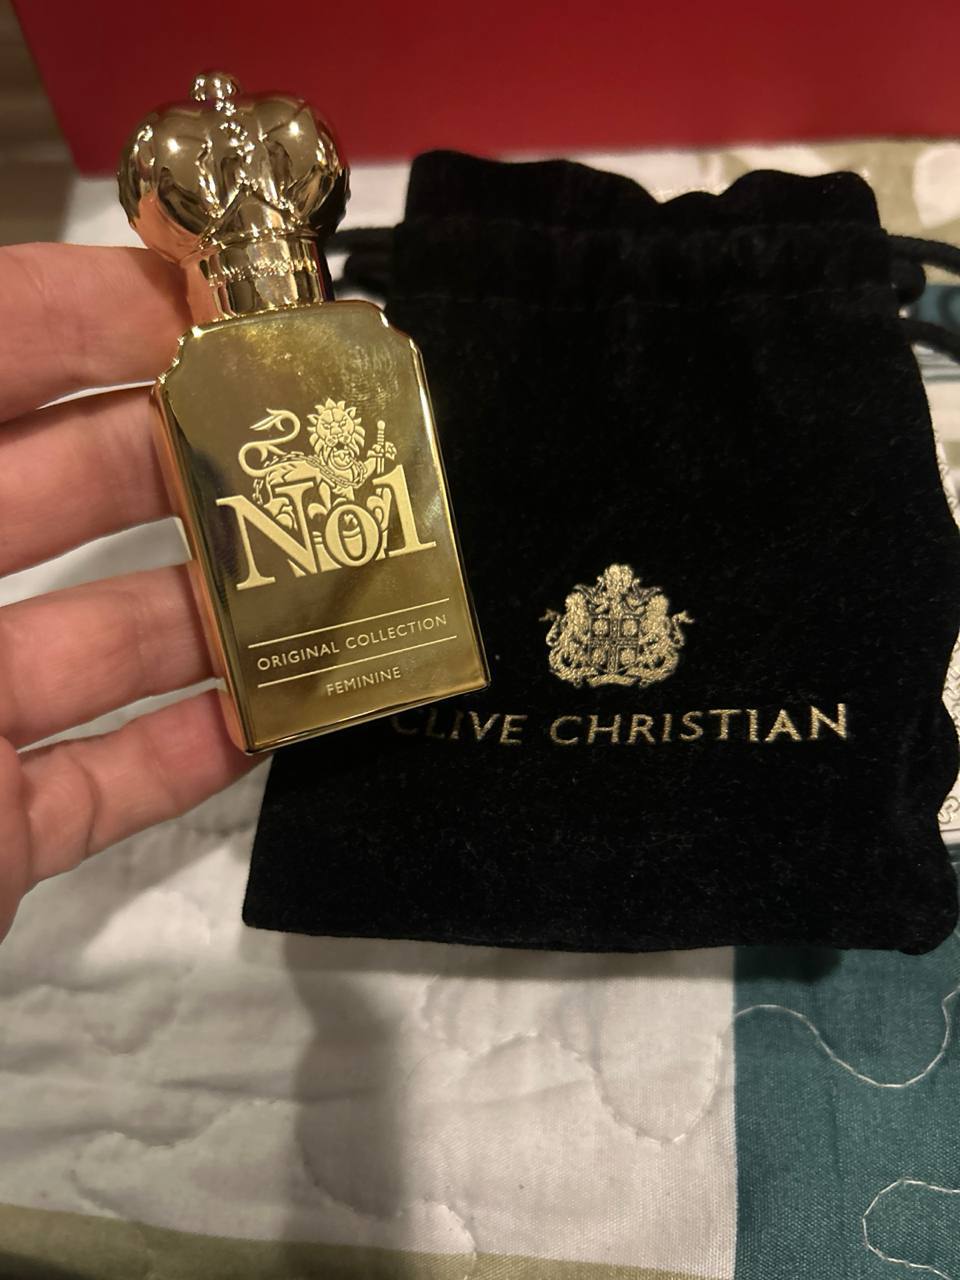 No1
ORIGINAL COLLECTION
FEMININE
CLIVE CHRISTIAN